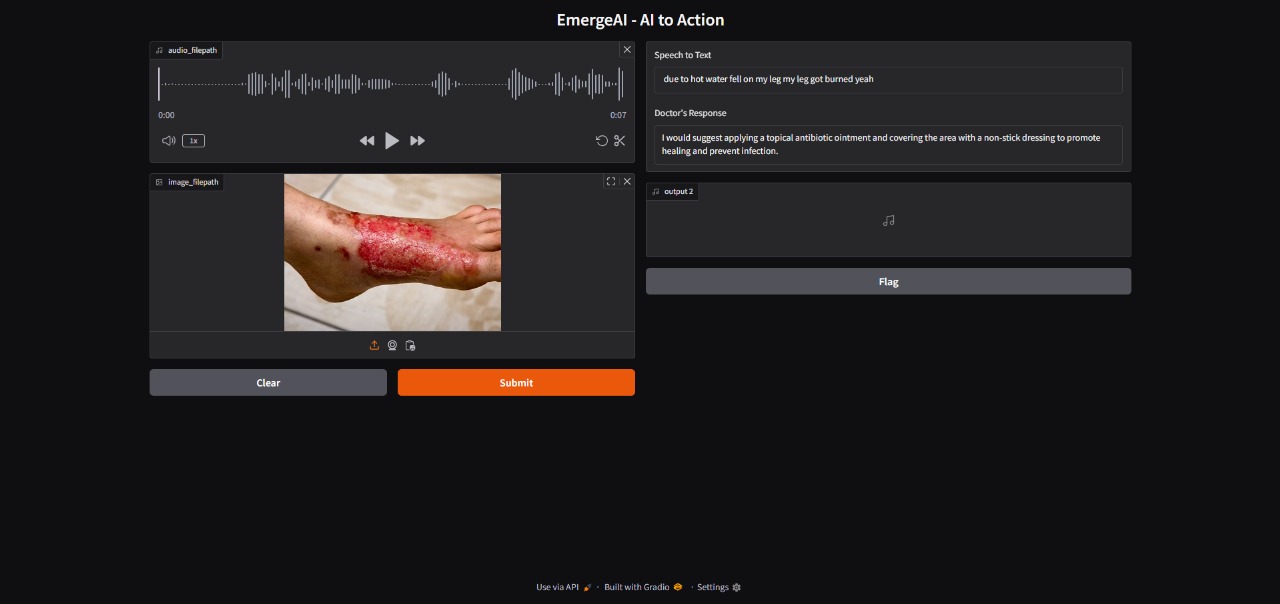 EmergeAI - AI to Action
audio_filepath
0:00
0:07
1x
image_filepath
Clear
Submit
Speech to Text
due to hot water fell on my leg my leg got burned yeah
Doctor's Response
I would suggest applying a topical antibiotic ointment and covering the area with a non-stick dressing to promote
healing and prevent infection.
output 2
Flag
Use via API · Built with Gradio · Settings